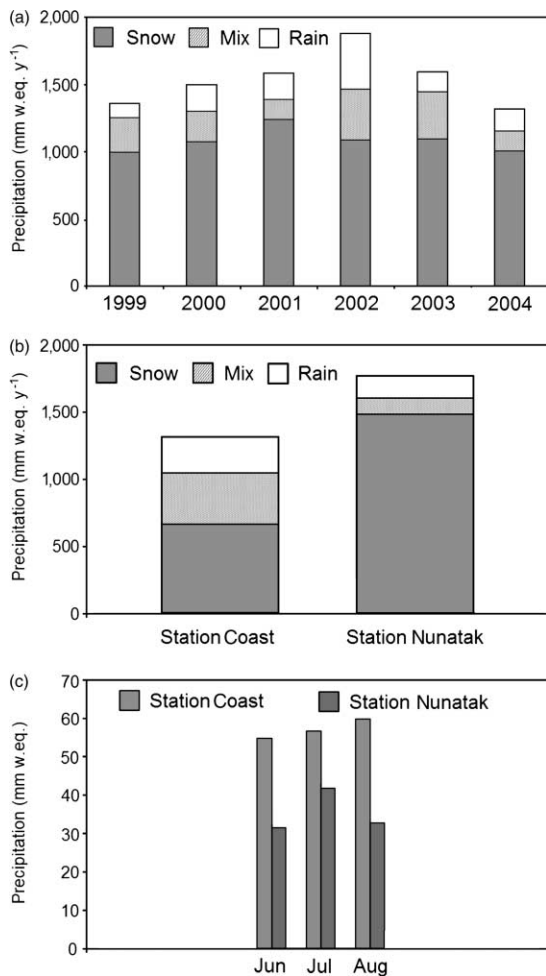 (a)
2,000
Snow Mix Rain
1,500
1,000
500
0
Precipitation (mm w.eq. y-1)
1999 2000 2001 2002 2003 2004
(b)
2,000
Snow Mix Rain
1,500
1,000
500
0
Precipitation (mm w.eq. y-1)
Station Coast Station Nunatak
(c)
70
Station Coast Station Nunatak
60
50
40
30
20
10
0
Precipitation (mm w.eq.)
Jun Jul Aug